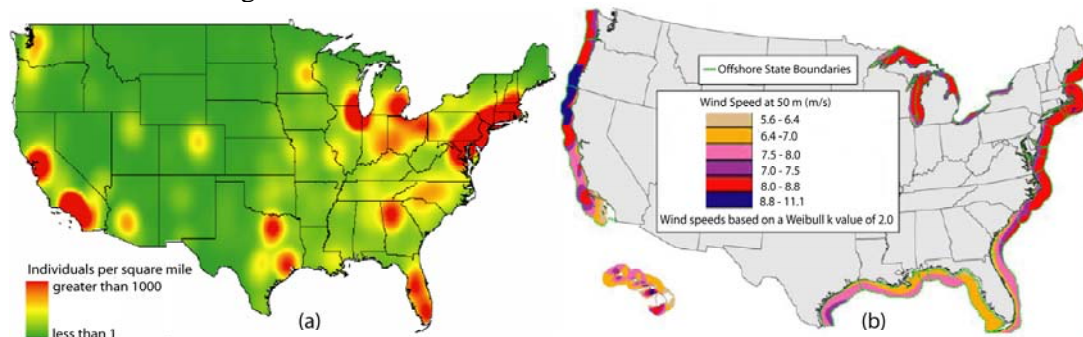 Individuals per square mile
greater than 1000
less than 1
(a)
Offshore State Boundaries
Wind Speed at 50 m (m/s)
5.6 - 6.4
6.4 -7.0
7.5 - 8.0
7.0 - 7.5
8.0 - 8.8
8.8 - 11.1
Wind speeds based on a Weibull k value of 2.0
(b)